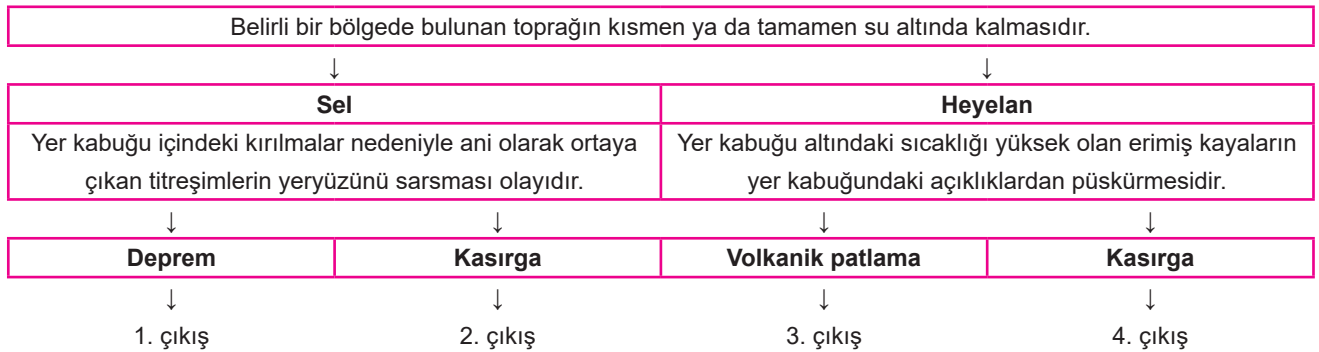 Belirli bir bölgede bulunan toprağın kısmen ya da tamamen su altında kalmasıdır.
↓ ↓
Sel Heyelan
Yer kabuğu içindeki kırılmalar nedeniyle ani olarak ortaya
çıkan titreşimlerin yeryüzünü sarsması olayıdır.
Yer kabuğu altındaki sıcaklığı yüksek olan erimiş kayaların
yer kabuğundaki açıklıklardan püskürmesidir.
↓ ↓ ↓ ↓
Deprem Kasırga Volkanik patlama Kasırga
↓ ↓ ↓ ↓
1. çıkış 2. çıkış 3. çıkış 4. çıkış